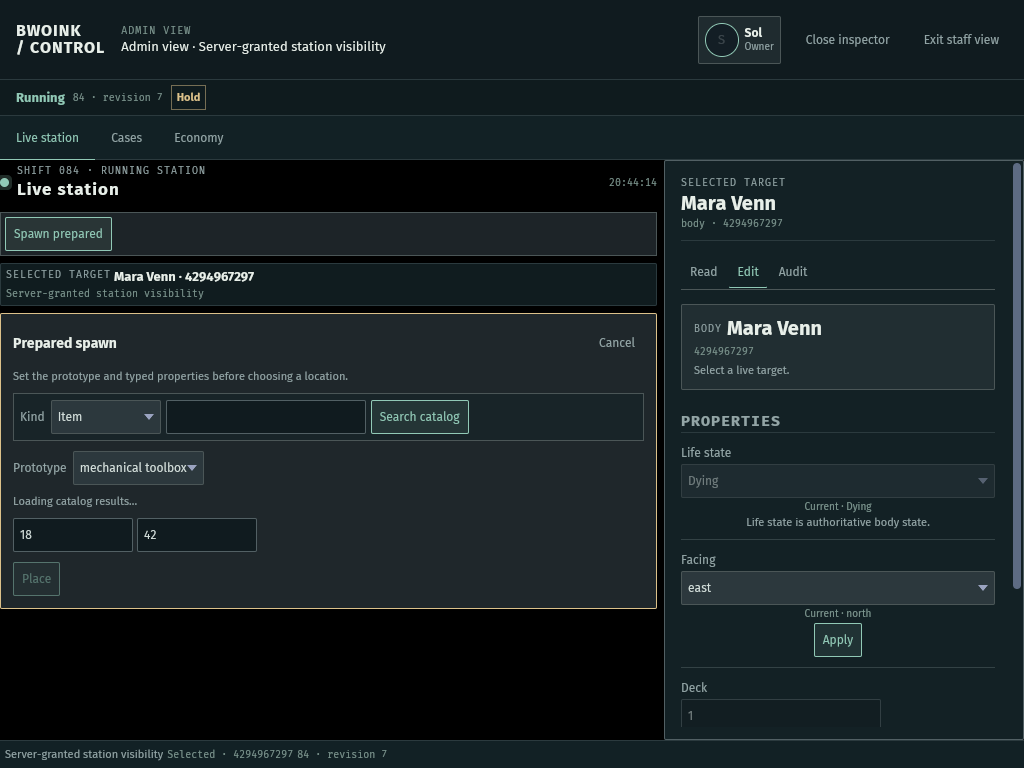 BWOINK
/ CONTROL
ADMIN VIEW
Admin view · Server-granted station visibility
S
Sol
Owner
Close inspector
Exit staff view
Running 84 · revision 7 Hold
Live station
Cases
Economy
SHIFT 084 · RUNNING STATION
Live station
20:44:14
Spawn prepared
SELECTED TARGET Mara Venn · 4294967297
Server-granted station visibility
Prepared spawn
Cancel
Set the prototype and typed properties before choosing a location.
Kind Item Search catalog
Prototype mechanical toolbox
Loading catalog results...
18 42
Place
SELECTED TARGET
Mara Venn
body · 4294967297
Read Edit Audit
BODY Mara Venn
4294967297
Select a live target.
PROPERTIES
Life state
Dying
Current · Dying
Life state is authoritative body state.
Facing
east
Current · north
Apply
Deck
1
Server-granted station visibility Selected · 4294967297 84 · revision 7